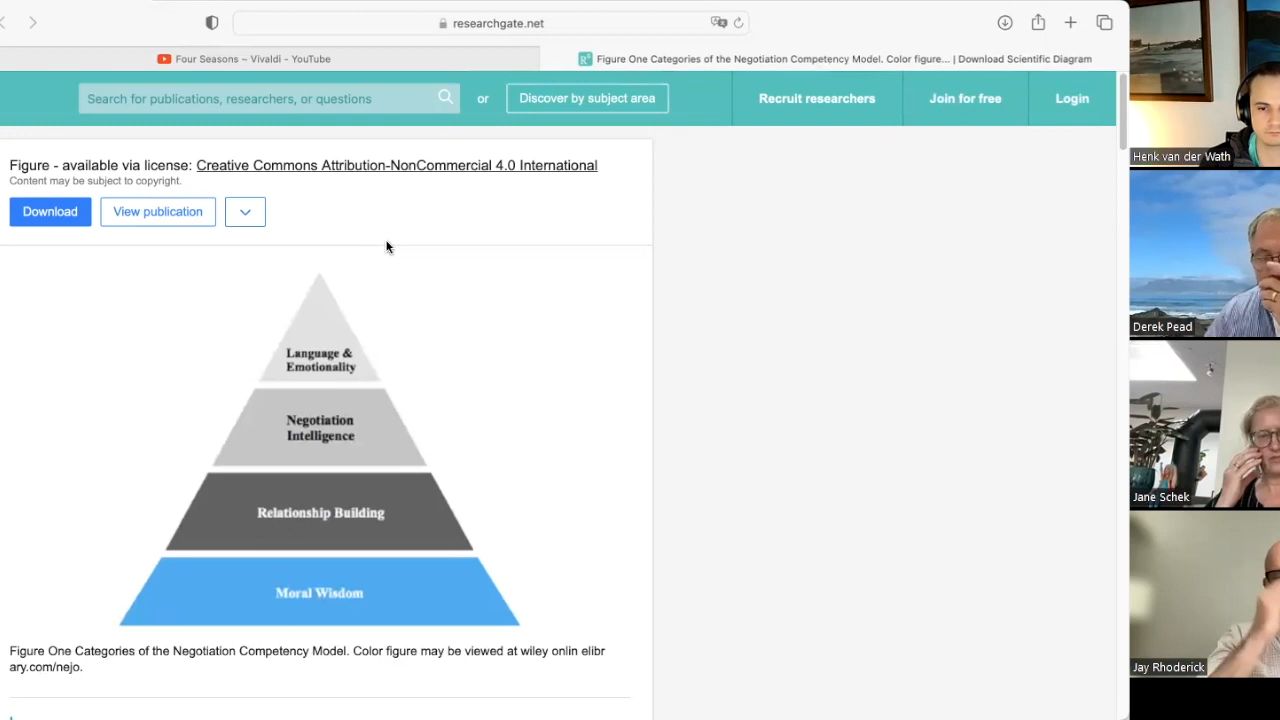 researchgate.net
Four Seasons ~ Vivaldi - YouTube
Figure One Categories of the Negotiation Competency Model. Color figure... | Download Scientific Diagram
Search for publications, researchers, or questions
or
Discover by subject area
Recruit researchers
Join for free
Login
Figure - available via license: Creative Commons Attribution-NonCommercial 4.0 International
Content may be subject to copyright.
Download
View publication
Language &
Emotionality
Negotiation
Intelligence
Relationship Building
Moral Wisdom
Figure One Categories of the Negotiation Competency Model. Color figure may be viewed at wiley onlin elibr
ary.com/nejo.
Henk van der Wath
Derek Pead
Jane Schek
Jay Rhoderick